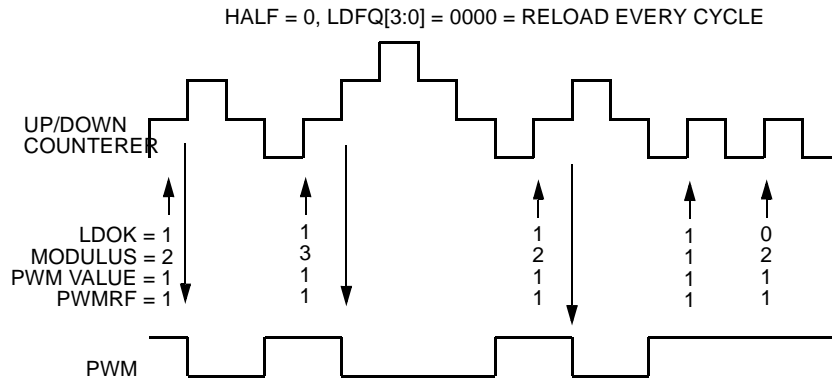 HALF = 0, LDFQ[3:0] = 0000 = RELOAD EVERY CYCLE
UP/DOWN
COUNTERER
LDOK = 1 1 1 1 0
MODULUS = 2 3 2 1 2
PWM VALUE = 1 1 1 1 1
PWMRF = 1 1 1 1 1
PWM